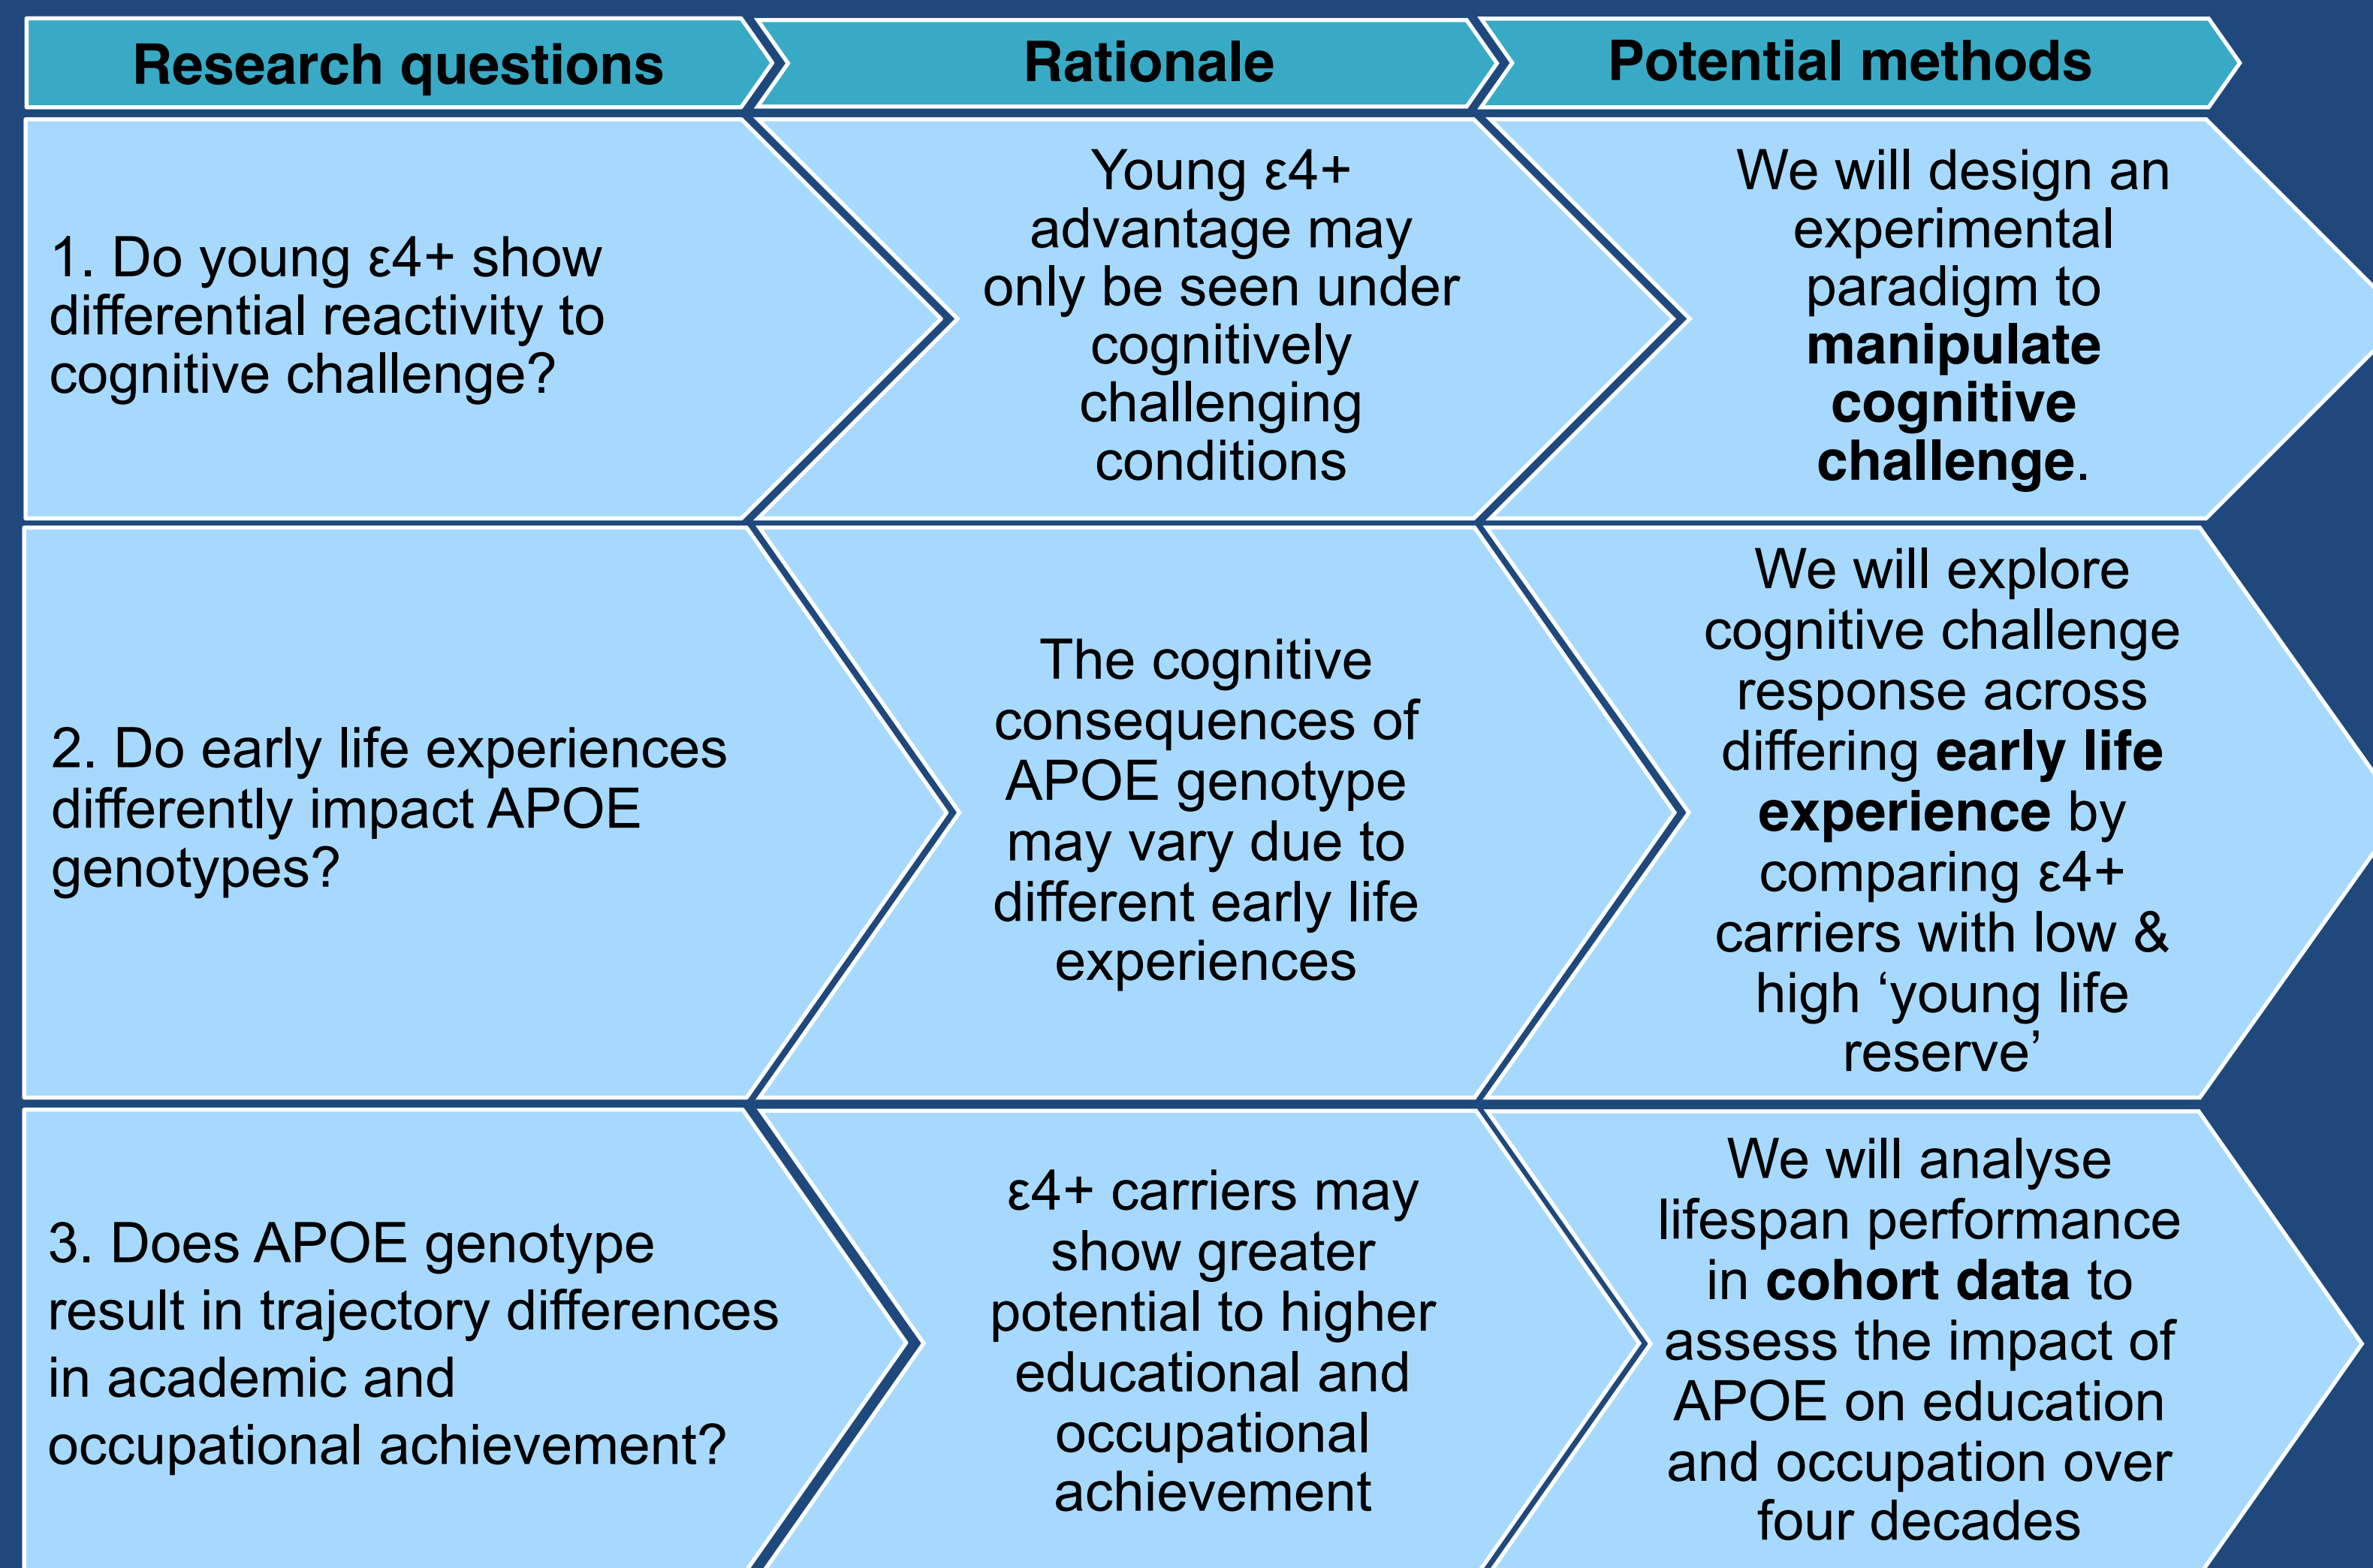 Research questions
Rationale
Potential methods
1. Do young ε4+ show
differential reactivity to
cognitive challenge?
Young ε4+
advantage may
only be seen under
cognitively
challenging
conditions
We will design an
experimental
paradigm to
manipulate
cognitive
challenge.
2. Do early life experiences
differently impact APOE
genotypes?
The cognitive
consequences of
APOE genotype
may vary due to
different early life
experiences
We will explore
cognitive challenge
response across
differing early life
experience by
comparing ε4+
carriers with low &
high ‘young life
reserve’
3. Does APOE genotype
result in trajectory differences
in academic and
occupational achievement?
ε4+ carriers may
show greater
potential to higher
educational and
occupational
achievement
We will analyse
lifespan performance
in cohort data to
assess the impact of
APOE on education
and occupation over
four decades